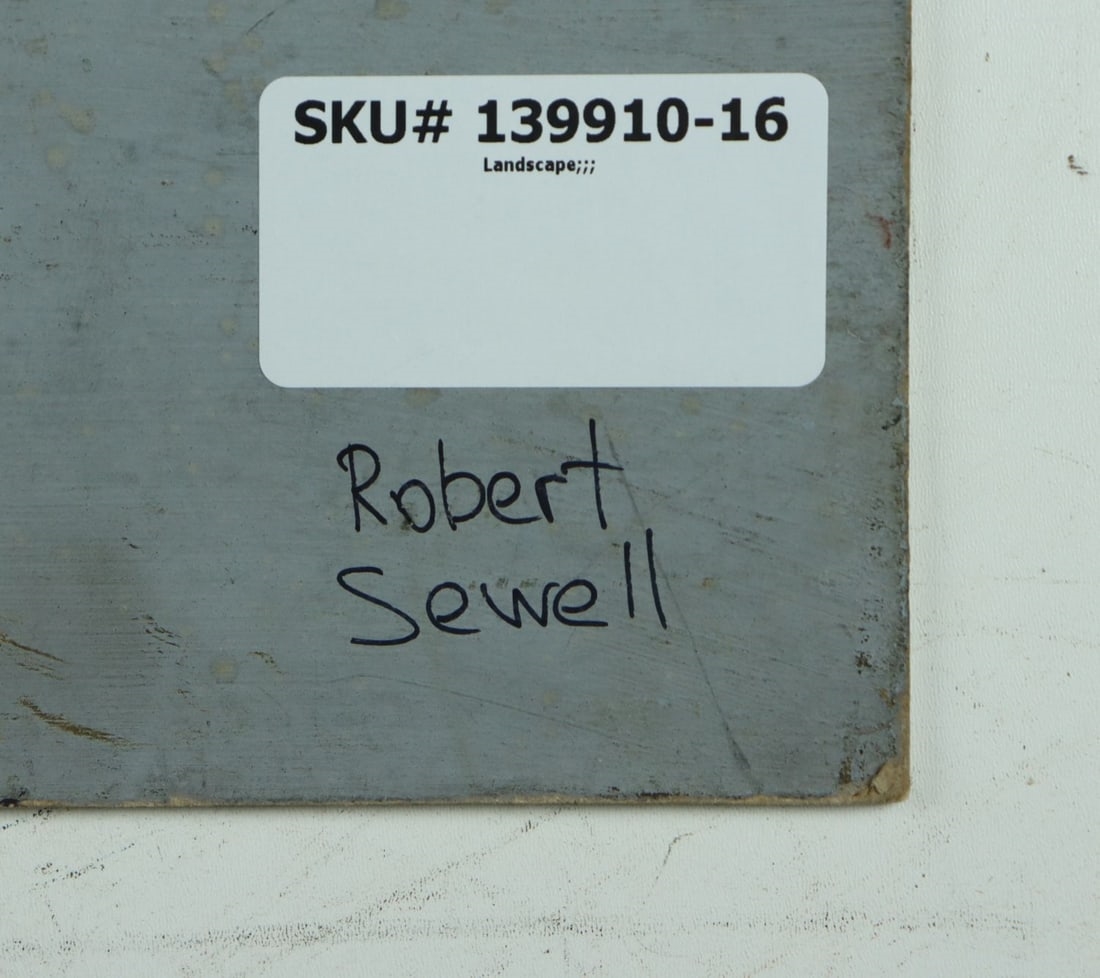 SKU# 139910-16
Landscape;;;
Robert
Sewell